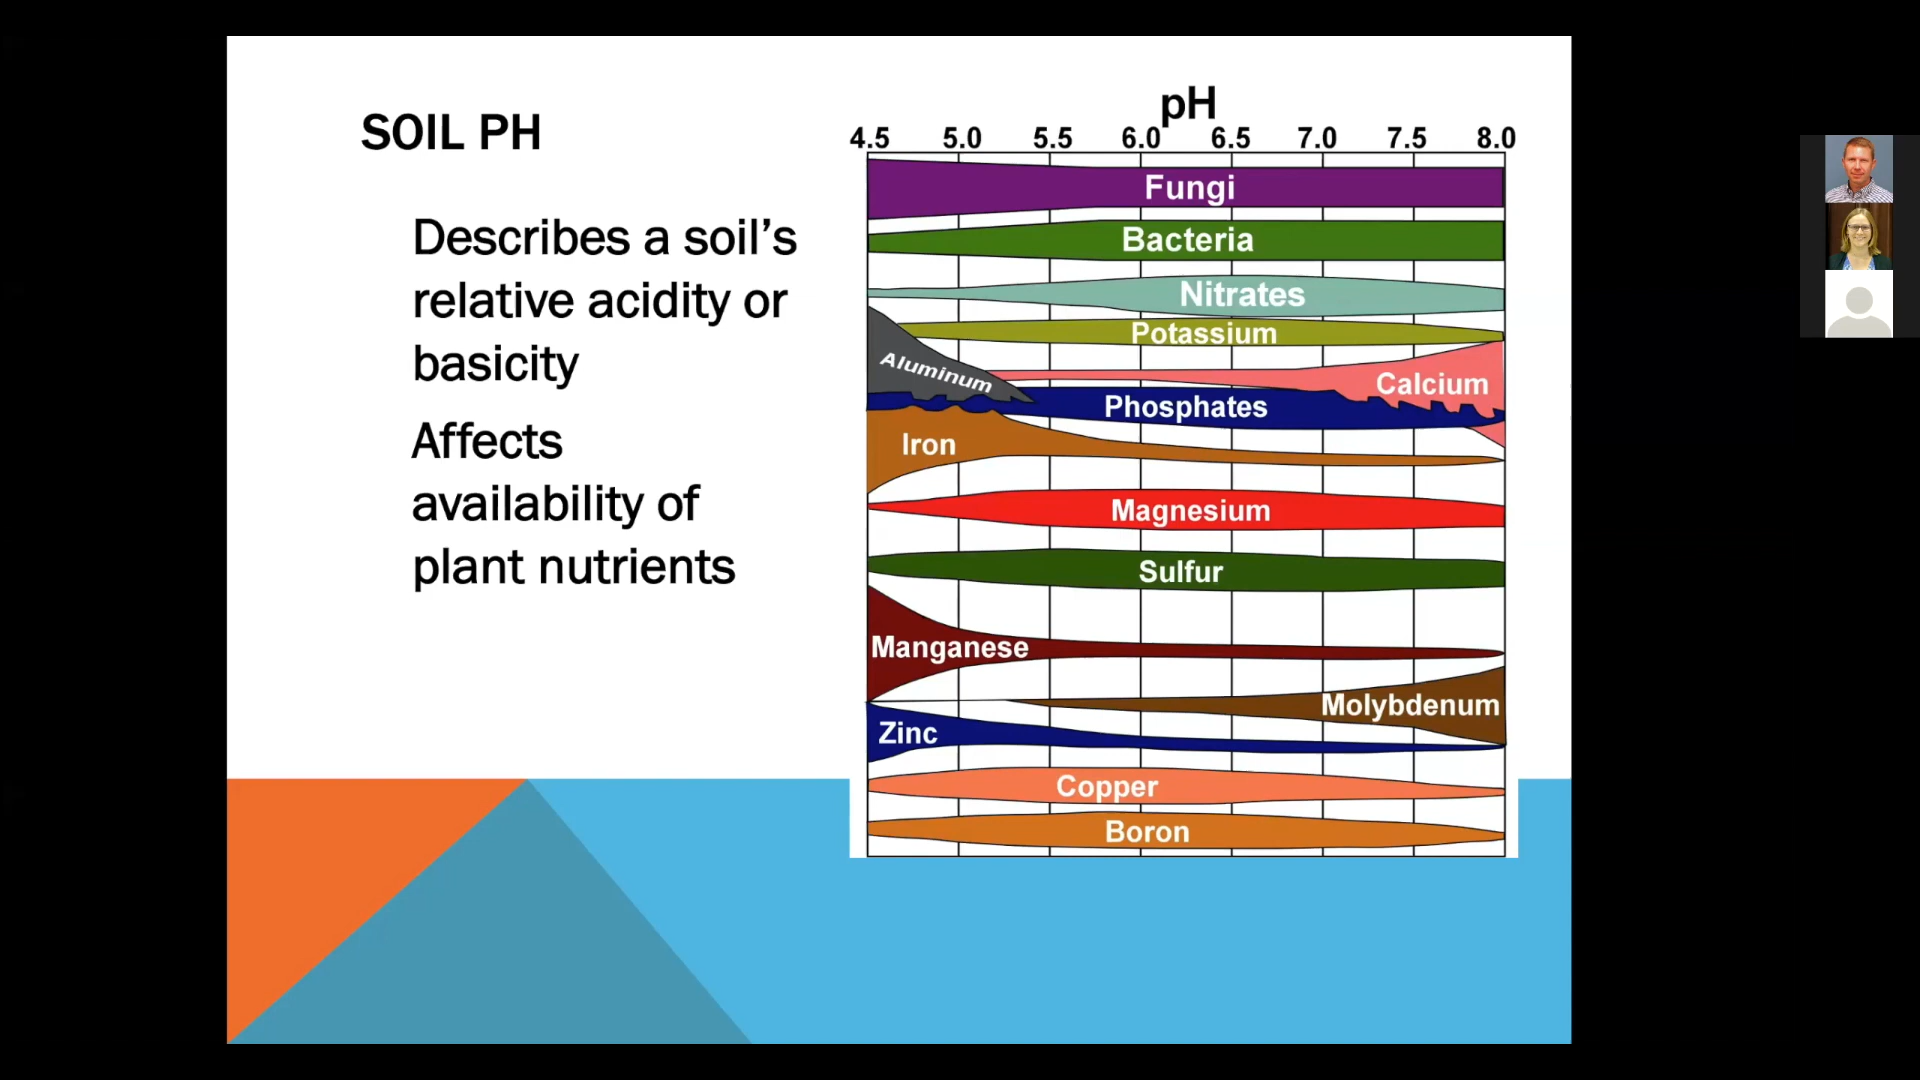 SOIL PH
Describes a soil's
relative acidity or
basicity
Affects
availability of
plant nutrients
pH
4.5 5.0 5.5 6.0 6.5 7.0 7.5 8.0
Fungi
Bacteria
Nitrates
Potassium
Aluminum
Calcium
Phosphates
Iron
Magnesium
Sulfur
Manganese
Molybdenum
Zinc
Copper
Boron